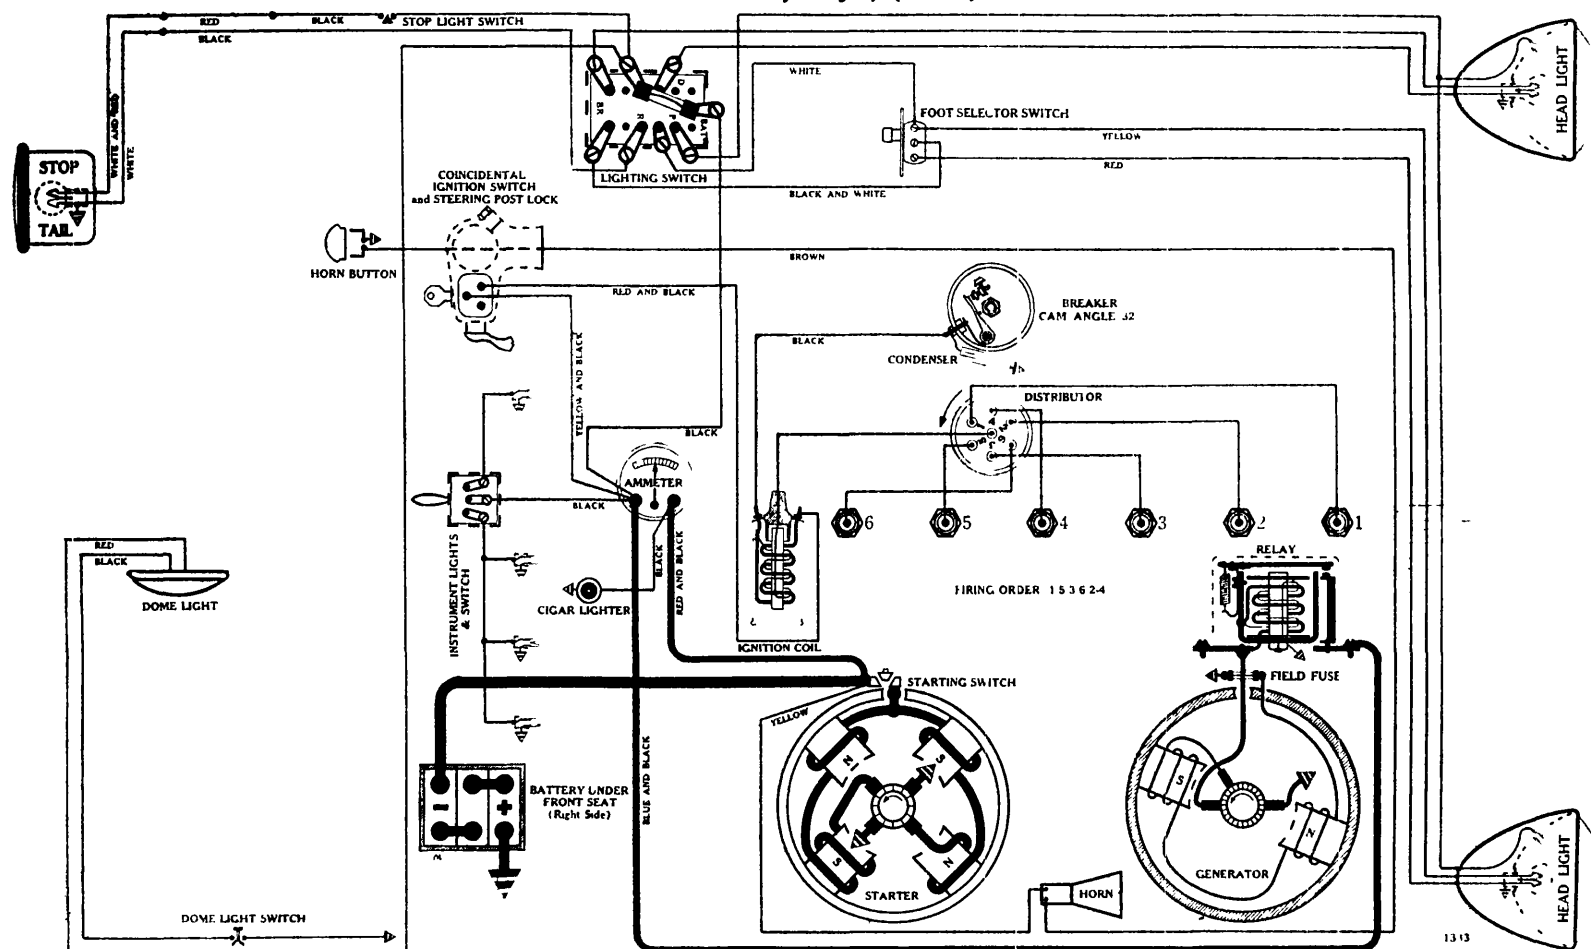 RED
BLACK
STOP LIGHT SWITCH
BLACK
WHITE
HEAD LIGHT
D
BR
R
P
BAT
FOOT SELECTOR SWITCH
WHITE AND RED
WHITE
YELLOW
RED
STOP
TAIL
LIGHTING SWITCH
BLACK AND WHITE
COINCIDENTAL
IGNITION SWITCH
and STEERING POST LOCK
HORN BUTTON
BROWN
RED AND BLACK
BREAKER
CAM ANGLE 32
BLACK
CONDENSER
YELLOW AND BLACK
DISTRIBUTOR
BLACK
AMMETER
BLACK
6
5
4
3
2
1
RED
BLACK
DOME LIGHT
INSTRUMENT LIGHTS
& SWITCH
BLACK
RED AND BLACK
CIGAR LIGHTER
FIRING ORDER 1 5 3 6 2-4
RELAY
IGNITION COIL
STARTING SWITCH
FIELD FUSE
YELLOW
N
S
S
N
STARTER
S
N
GENERATOR
BLUE AND BLACK
BATTERY UNDER
FRONT SEAT
(Right Side)
−
+
HORN
HEAD LIGHT
DOME LIGHT SWITCH